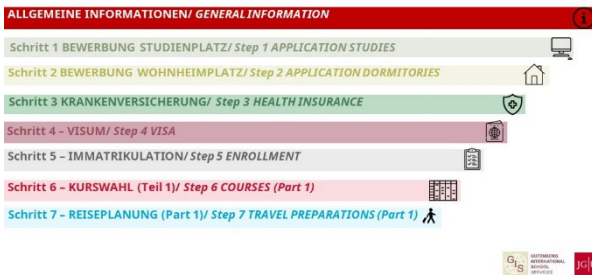 ALLGEMEINE INFORMATIONEN/ GENERAL INFORMATION
Schritt 1 BEWERBUNG STUDIENPLATZ/ Step 1 APPLICATION STUDIES
Schritt 2 BEWERBUNG WOHNHEIMPLATZ/ Step 2 APPLICATION DORMITORIES
Schritt 3 KRANKENVERSICHERUNG/ Step 3 HEALTH INSURANCE
Schritt 4 – VISUM/ Step 4 VISA
Schritt 5 – IMMATRIKULATION/ Step 5 ENROLLMENT
Schritt 6 – KURSWAHL (Teil 1)/ Step 6 COURSES (Part 1)
Schritt 7 – REISEPLANUNG (Part 1)/ Step 7 TRAVEL PREPARATIONS (Part 1)
GIS
GUTENBERG
INTERNATIONAL
SCHOOL
SERVICES